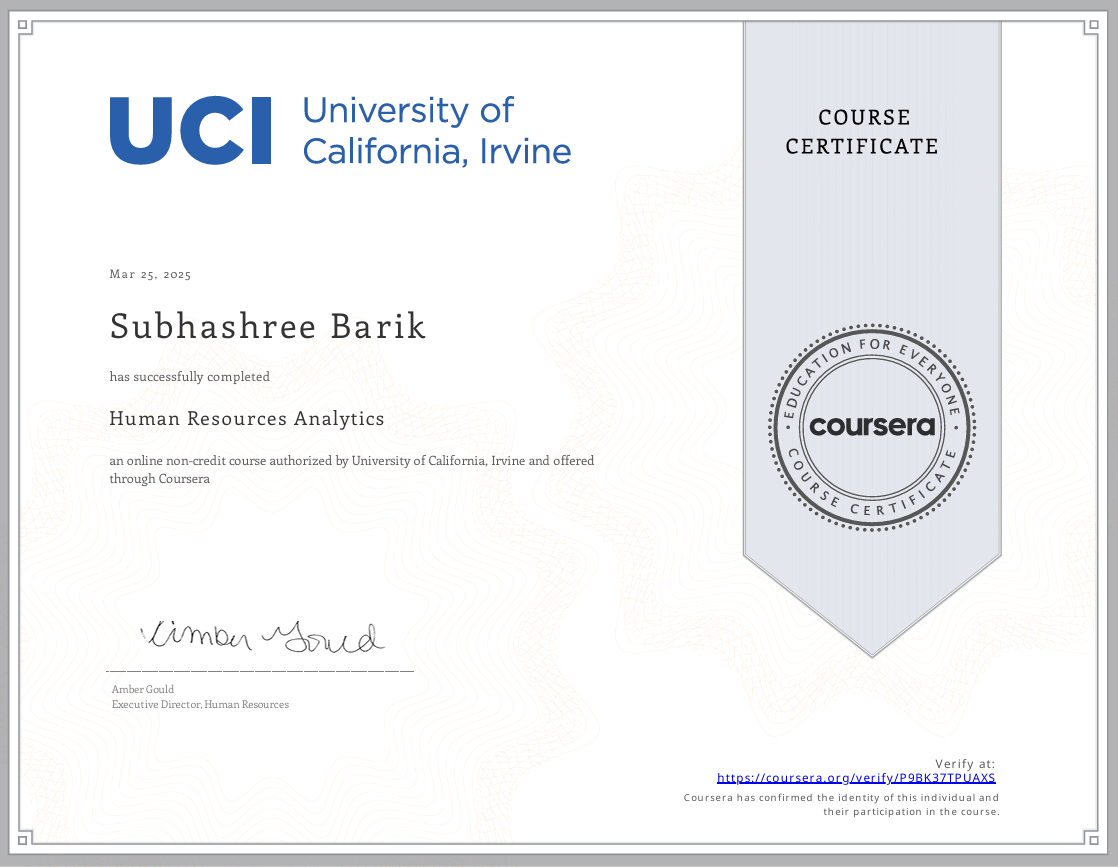 UCI University of
California, Irvine
COURSE
CERTIFICATE
Mar 25, 2025
Subhashree Barik
has successfully completed
Human Resources Analytics
an online non-credit course authorized by University of California, Irvine and offered
through Coursera
EDUCATION FOR EVERYONE
coursera
COURSE CERTIFICATE
Amber Gould
Amber Gould
Executive Director, Human Resources
Verify at:
https://coursera.org/verify/P9BK37TPUAXS
Coursera has confirmed the identity of this individual and
their participation in the course.